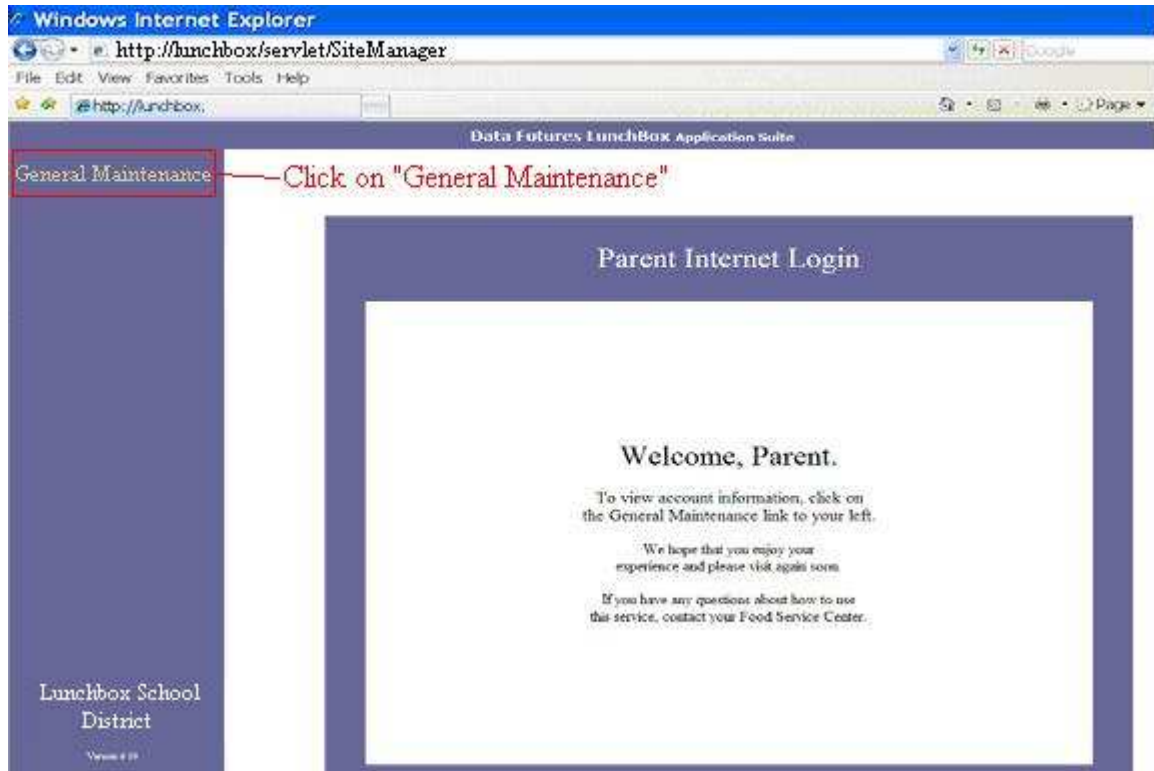 Windows Internet Explorer
http://lunchbox/servlet/SiteManager
Google
File Edit View Favorites Tools Help
http://lunchbox.
Page
Data Futures LunchBox Application Suite
General Maintenance
Click on "General Maintenance"
Parent Internet Login
Welcome, Parent.
To view account information, click on
the General Maintenance link to your left.
We hope that you enjoy your
experience and please visit again soon.
If you have any questions about how to use
this service, contact your Food Service Center.
Lunchbox School
District
Version